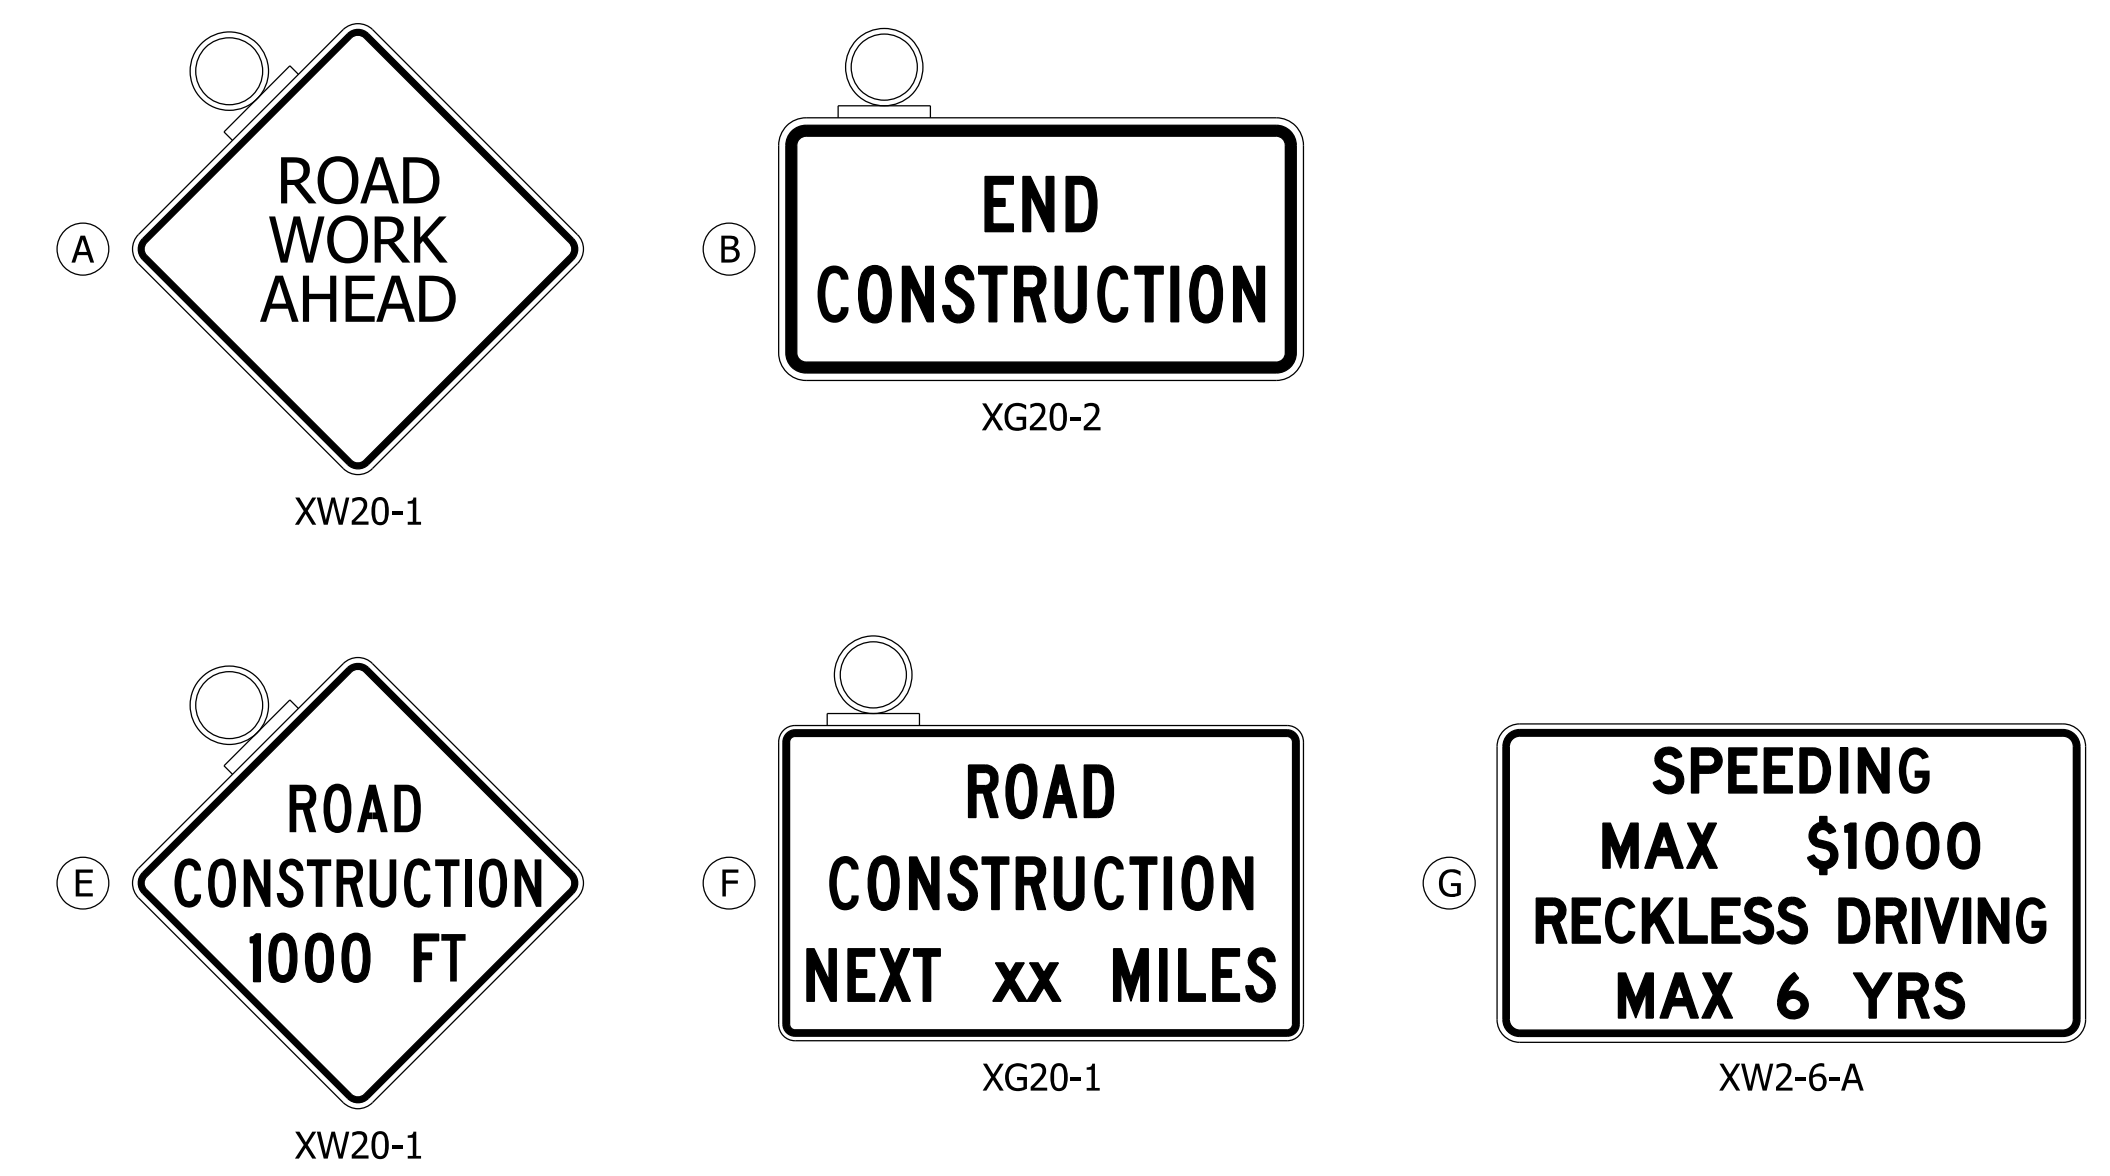 A
ROAD
WORK
AHEAD
XW20-1
B
END
CONSTRUCTION
XG20-2
E
ROAD
CONSTRUCTION
1000 FT
XW20-1
F
ROAD
CONSTRUCTION
NEXT xx MILES
XG20-1
G
SPEEDING
MAX $1000
RECKLESS DRIVING
MAX 6 YRS
XW2-6-A